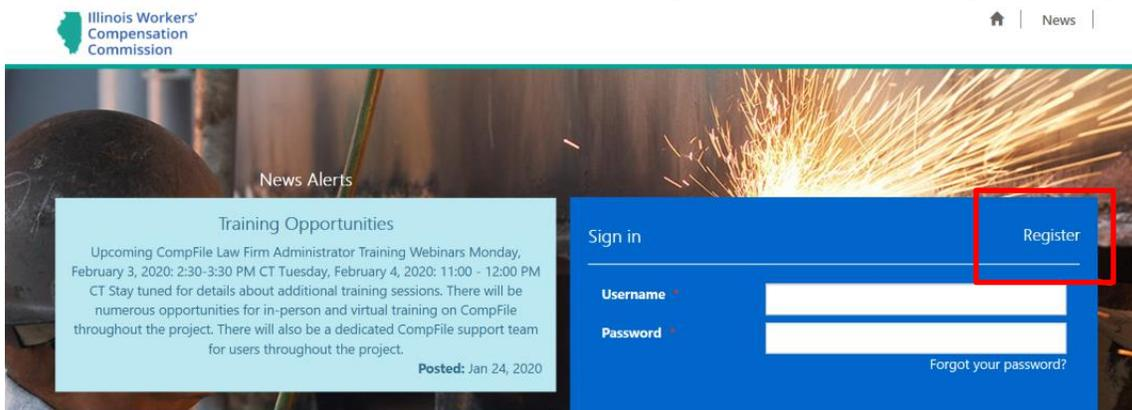 Illinois Workers'
Compensation
Commission
News
News Alerts
Training Opportunities
Upcoming CompFile Law Firm Administrator Training Webinars Monday,
February 3, 2020: 2:30-3:30 PM CT Tuesday, February 4, 2020: 11:00 - 12:00 PM
CT Stay tuned for details about additional training sessions. There will be
numerous opportunities for in-person and virtual training on CompFile
throughout the project. There will also be a dedicated CompFile support team
for users throughout the project.
Posted: Jan 24, 2020
Sign in
Register
Username *
Password *
Forgot your password?